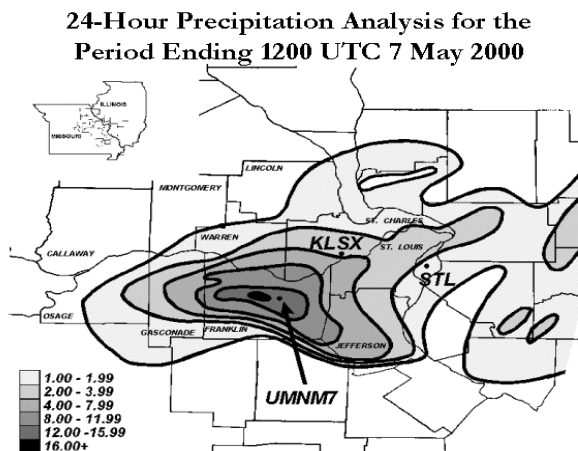 24-Hour Precipitation Analysis for the
Period Ending 1200 UTC 7 May 2000
ILLINOIS
MISSOURI
LINCOLN
MONTGOMERY
WARREN
ST. CHARLES
KLSX
ST. LOUIS
CALLAWAY
STL
OSAGE
GASCONADE
FRANKLIN
JEFFERSON
UMNM7
1.00 - 1.99
2.00 - 3.99
4.00 - 7.99
8.00 - 11.99
12.00 -15.99
16.00+